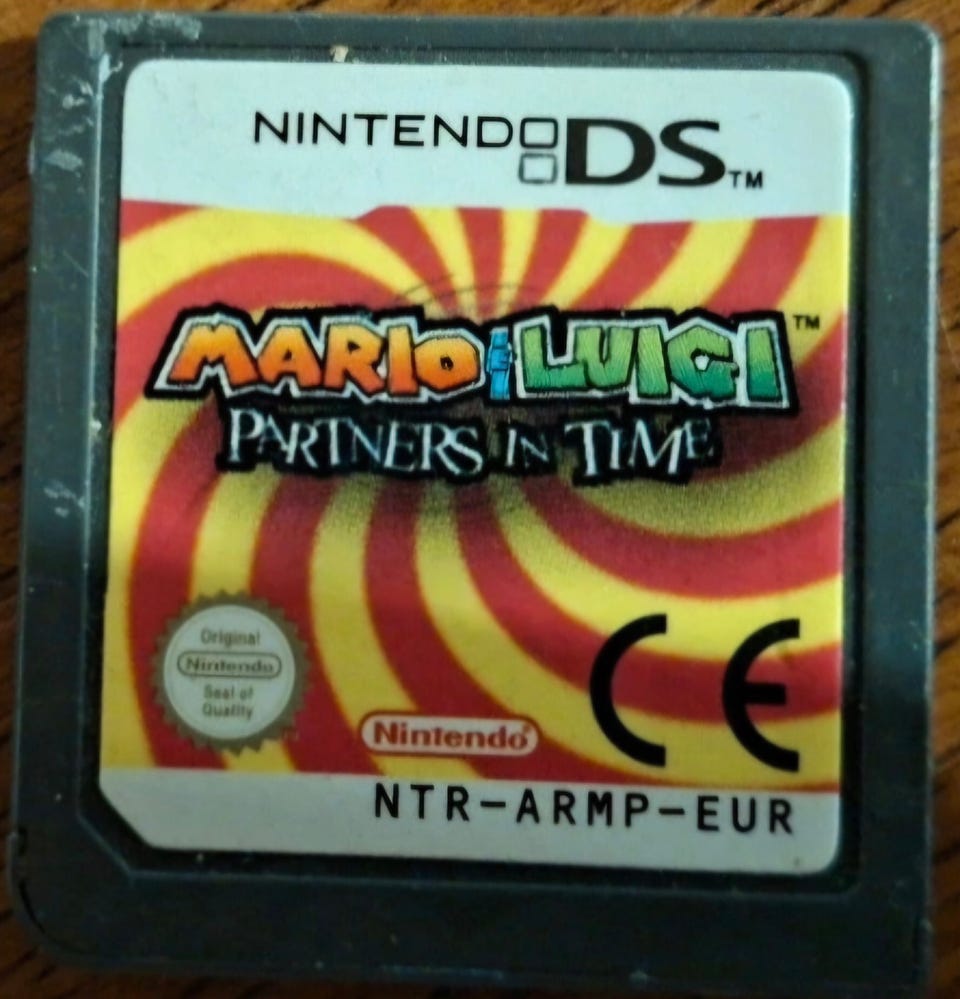 NINTENDO DS™
MARIO & LUIGI™
PARTNERS IN TIME
Original
Nintendo
Seal of
Quality
Nintendo®
CE
NTR-ARMP-EUR